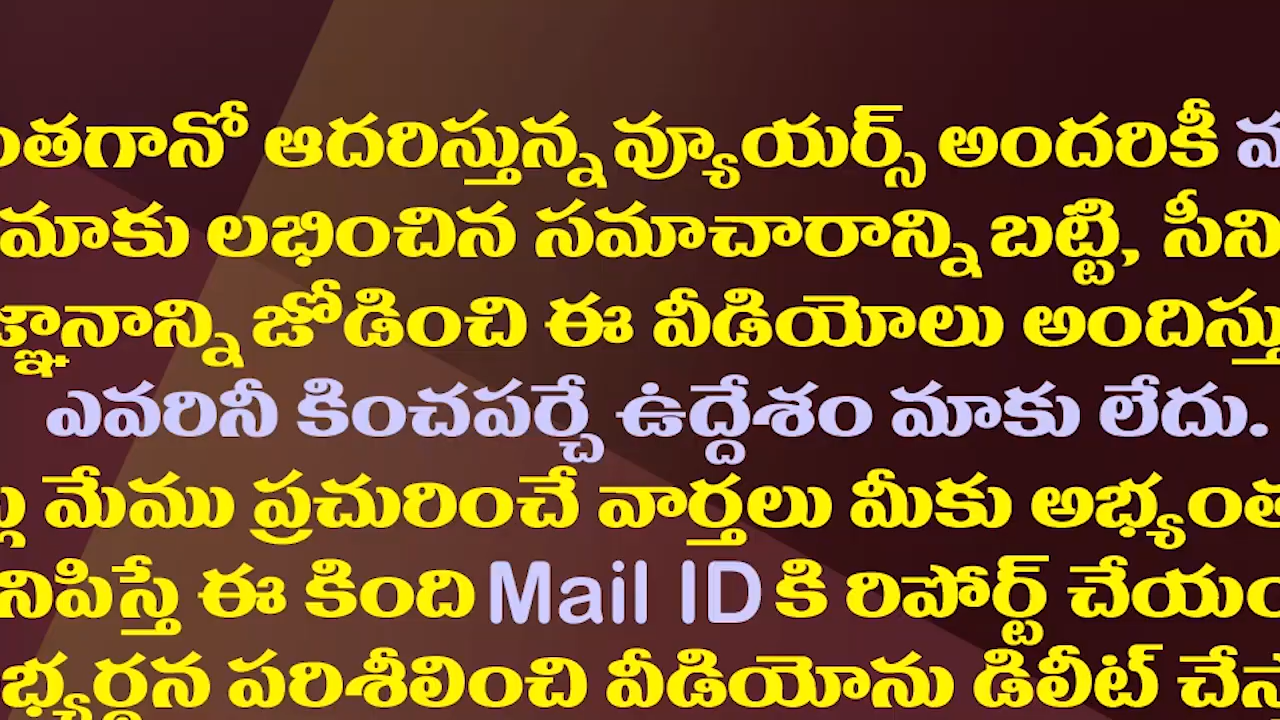 ఆదరిస్తున్న వ్యూయర్స్ అందరికీ
మాకు లభించిన సమాచారాన్ని బట్టి,
జోడించి ఈ వీడియోలు
ఎవరినీ కించపర్చే ఉద్దేశం మాకు లేదు.
మేము ప్రచురించే వార్తలు మీకు
ఈ కింది Mail ID కి రిపోర్ట్
పరిశీలించి వీడియోను డిలీట్